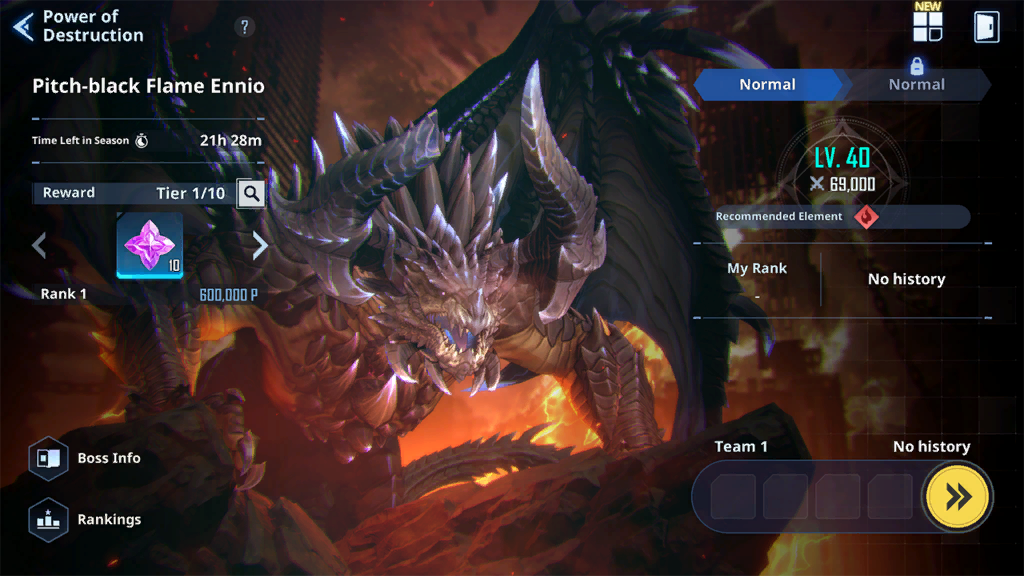 Power of
Destruction
?
NEW
Pitch-black Flame Ennio
Time Left in Season 21h 28m
Reward Tier 1/10
10
Rank 1 600,000 P
Normal Normal
LV. 40
69,000
Recommended Element
My Rank
-
No history
Boss Info
Rankings
Team 1 No history